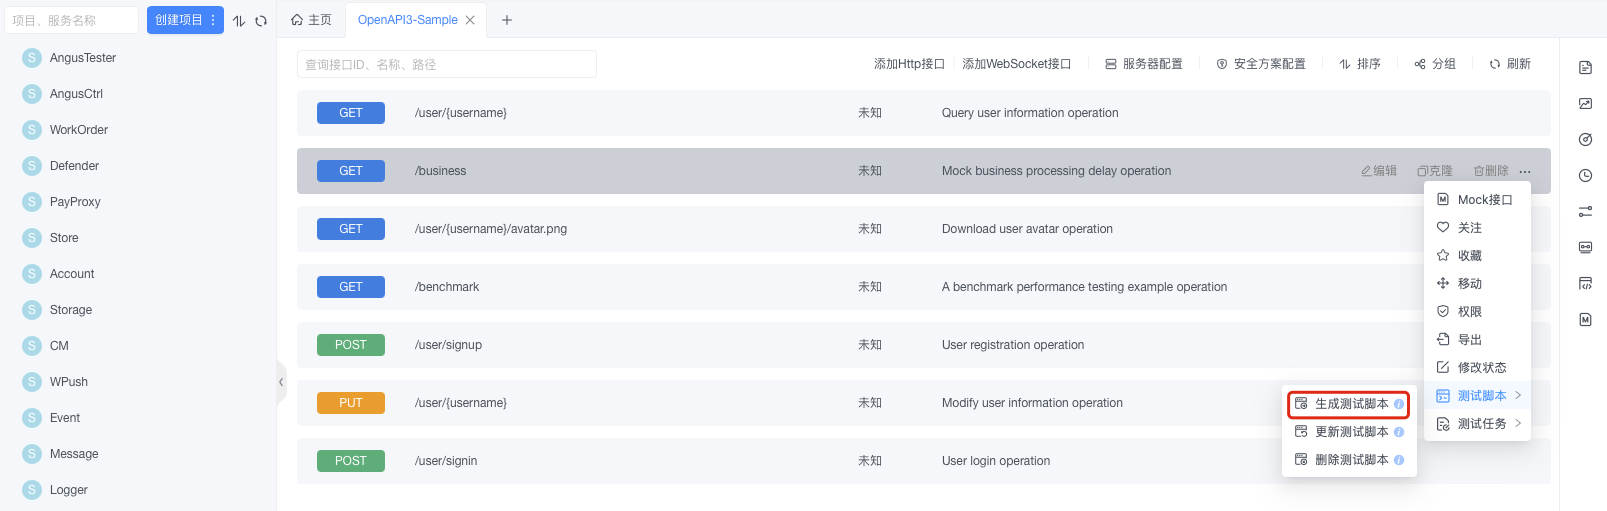 项目、服务名称
创建项目
S AngusTester
S AngusCtrl
S WorkOrder
S Defender
S PayProxy
S Store
S Account
S Storage
S CM
S WPush
S Event
S Message
S Logger
主页
OpenAPI3-Sample
查询接口ID、名称、路径
添加Http接口
添加WebSocket接口
服务器配置
安全方案配置
排序
分组
刷新
GET /user/{username} 未知 Query user information operation
GET /business 未知 Mock business processing delay operation 编辑 克隆 删除
GET /user/{username}/avatar.png 未知 Download user avatar operation
GET /benchmark 未知 A benchmark performance testing example operation
POST /user/signup 未知 User registration operation
PUT /user/{username} 未知 Modify user information operation
POST /user/signin 未知 User login operation
Mock接口
关注
收藏
移动
权限
导出
修改状态
测试脚本
测试任务
生成测试脚本
更新测试脚本
删除测试脚本